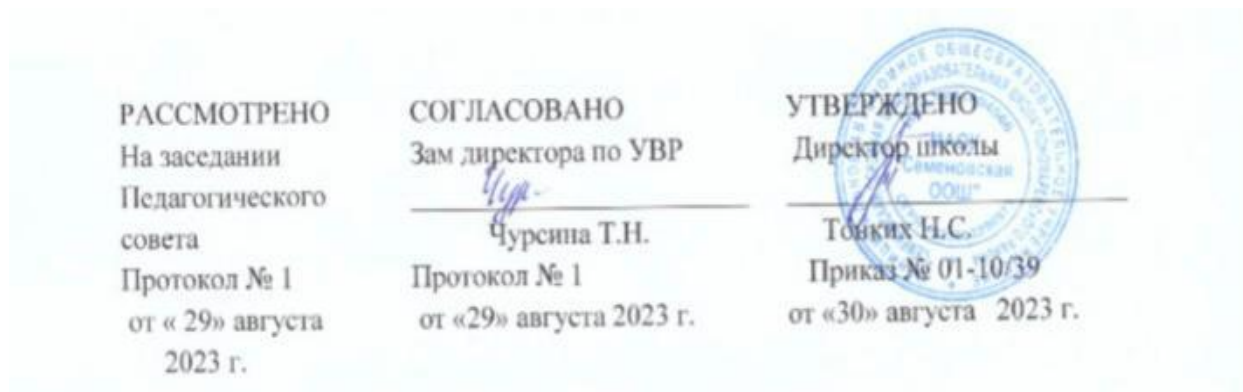 РАССМОТРЕНО
На заседании
Педагогического
совета
Протокол № 1
от « 29» августа
2023 г.
СОГЛАСОВАНО
Зам директора по УВР
Чурсина Т.Н.
Протокол № 1
от «29» августа 2023 г.
УТВЕРЖДЕНО
Директор школы
Тонких Н.С.
Приказ № 01-10/39
от «30» августа 2023 г.
Семеновская
ООШ"